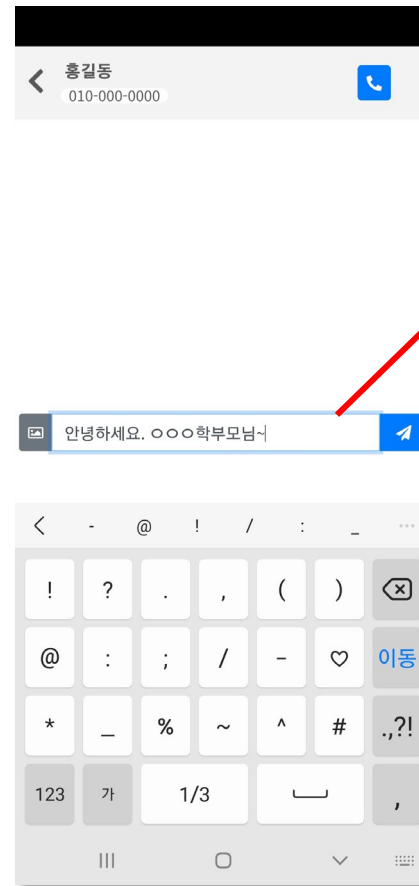 홍길동
010-000-0000
안녕하세요. ㅇㅇㅇ학부모님~
- @ ! / : _ ...
! ? . , ( )
@ : ; / - ♡ 이동
* _ % ~ ^ # .,?!
123 가 1/3 ,